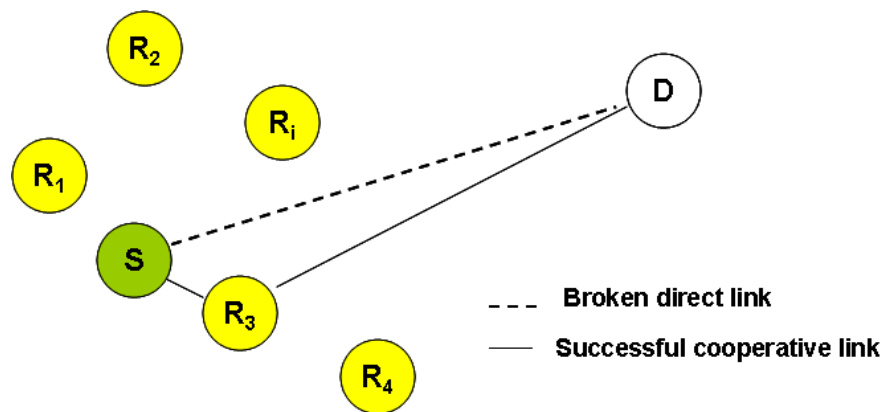 R2
D
Ri
R1
S
R3
Broken direct link
Successful cooperative link
R4